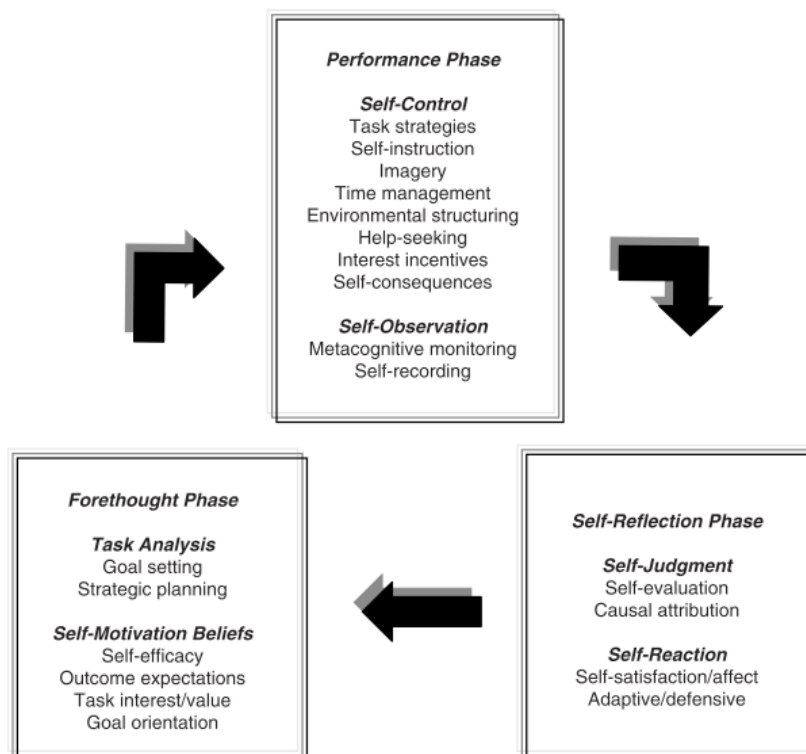 Performance Phase
Self-Control
Task strategies
Self-instruction
Imagery
Time management
Environmental structuring
Help-seeking
Interest incentives
Self-consequences
Self-Observation
Metacognitive monitoring
Self-recording
Forethought Phase
Task Analysis
Goal setting
Strategic planning
Self-Motivation Beliefs
Self-efficacy
Outcome expectations
Task interest/value
Goal orientation
Self-Reflection Phase
Self-Judgment
Self-evaluation
Causal attribution
Self-Reaction
Self-satisfaction/affect
Adaptive/defensive